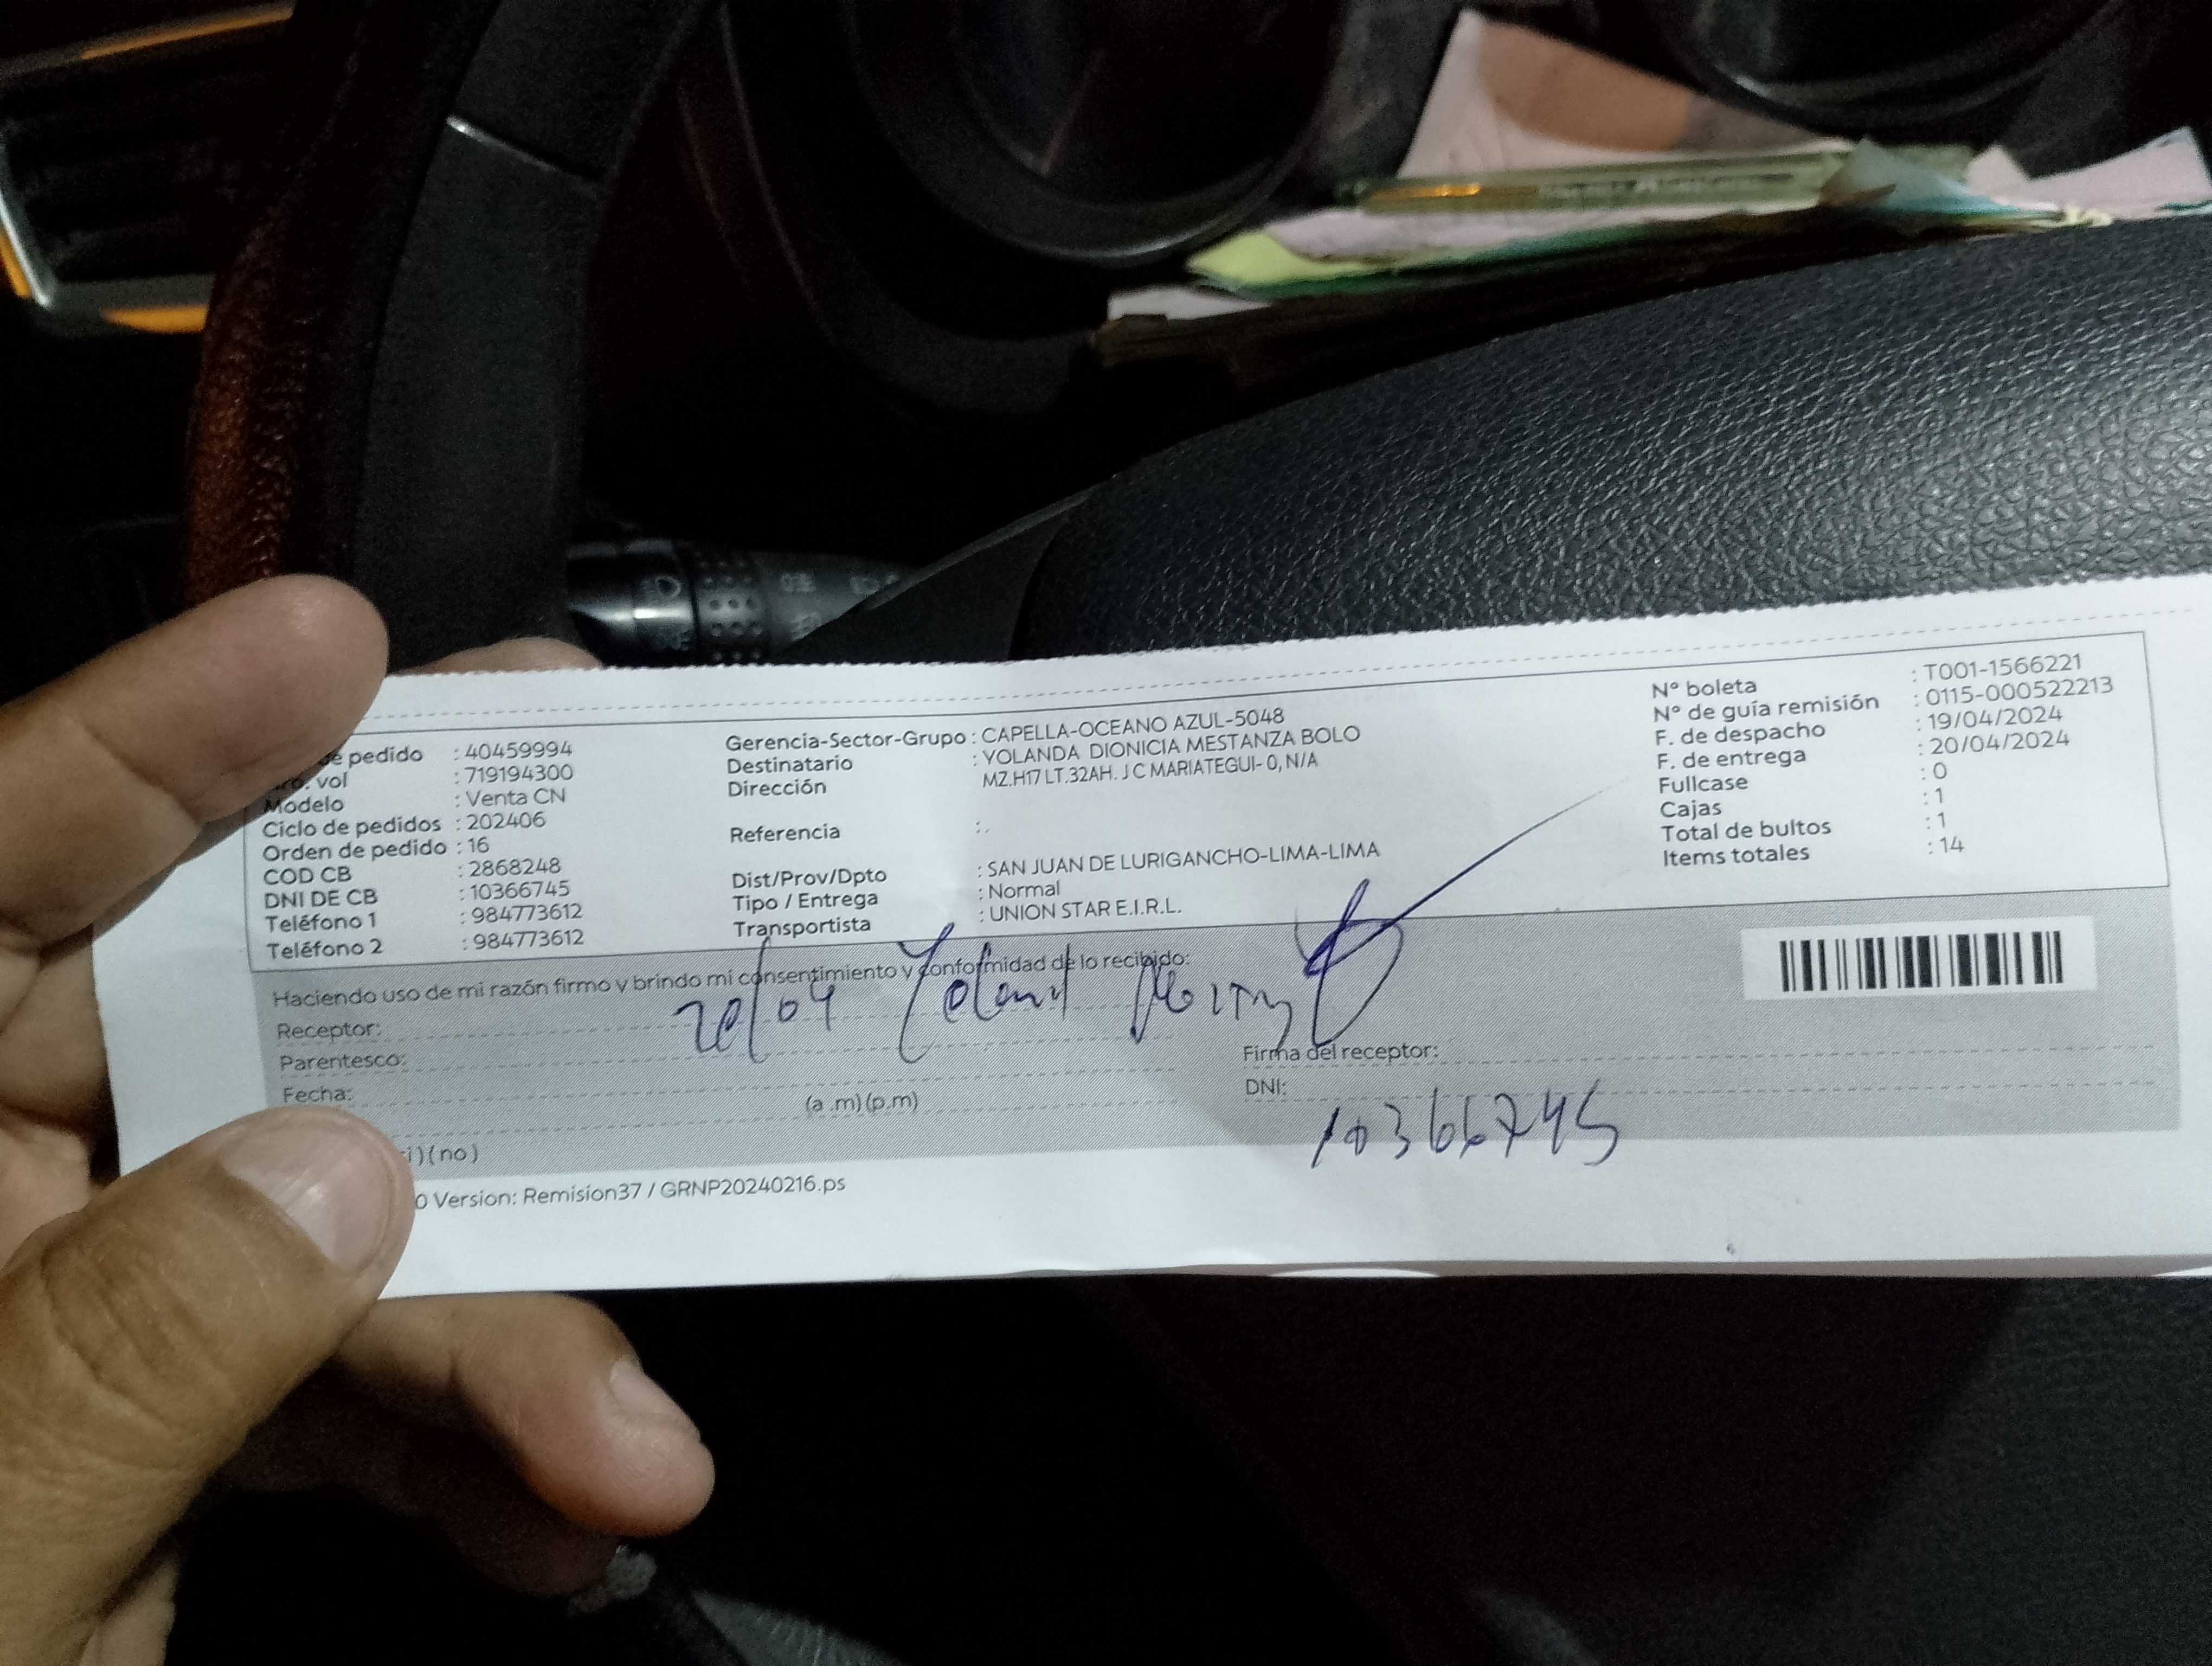 e pedido : 40459994
ro. vol : 719194300
Modelo : Venta CN
Ciclo de pedidos : 202406
Orden de pedido : 16
COD CB : 2868248
DNI DE CB : 10366745
Teléfono 1 : 984773612
Teléfono 2 : 984773612
Gerencia-Sector-Grupo : CAPELLA-OCEANO AZUL-5048
Destinatario : YOLANDA DIONICIA MESTANZA BOLO
Dirección MZ.H17 LT.32AH. J C MARIATEGUI- 0, N/A
Referencia : .
Dist/Prov/Dpto : SAN JUAN DE LURIGANCHO-LIMA-LIMA
Tipo / Entrega : Normal
Transportista : UNION STAR E.I.R.L.
N° boleta : T001-1566221
N° de guía remisión : 0115-000522213
F. de despacho : 19/04/2024
F. de entrega : 20/04/2024
Fullcase : 0
Cajas : 1
Total de bultos : 1
Items totales : 14
Haciendo uso de mi razón firmo y brindo mi consentimiento y conformidad de lo recibido:
Receptor: 20/04
Parentesco:
Fecha: (a .m)(p.m)
Firma del receptor:
DNI:
10366745
i)(no)
0 Version: Remision37 / GRNP20240216.ps